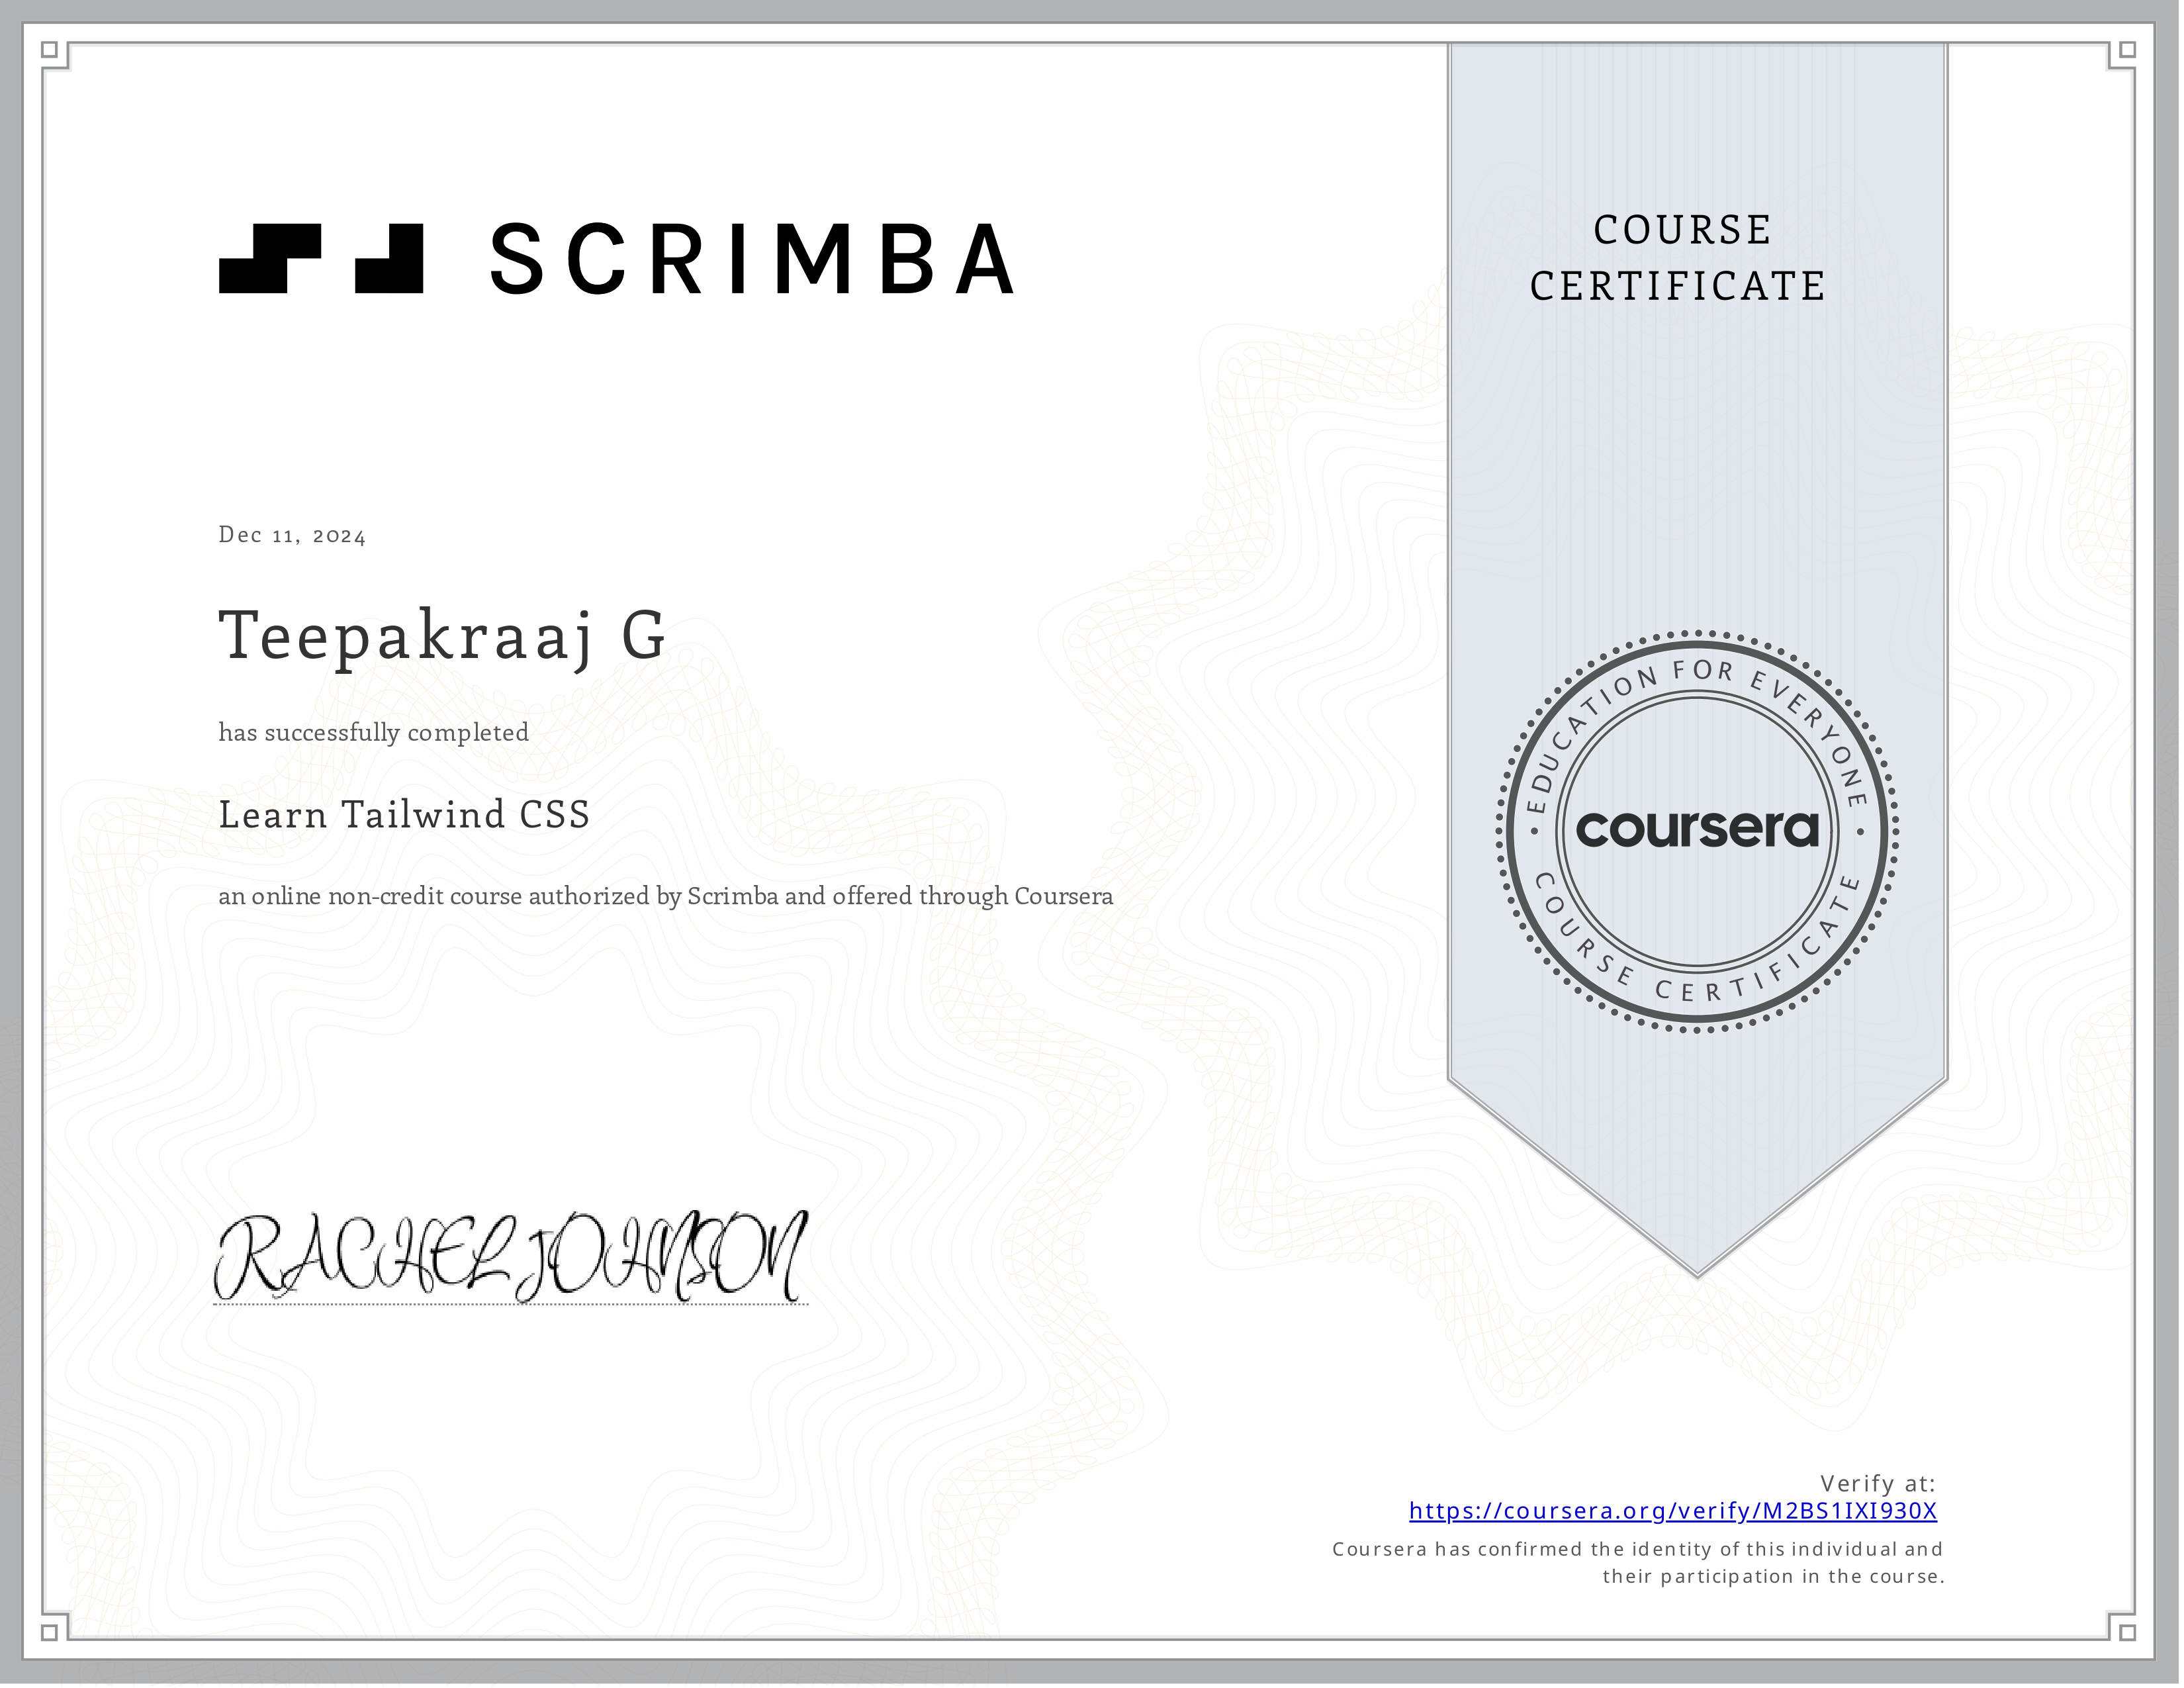 SCRIMBA
COURSE
CERTIFICATE
Dec 11, 2024
Teepakraaj G
has successfully completed
Learn Tailwind CSS
an online non-credit course authorized by Scrimba and offered through Coursera
EDUCATION FOR EVERYONE
coursera
COURSE CERTIFICATE
RACHEL JOHNSON
Verify at:
https://coursera.org/verify/M2BS1IXI930X
Coursera has confirmed the identity of this individual and
their participation in the course.